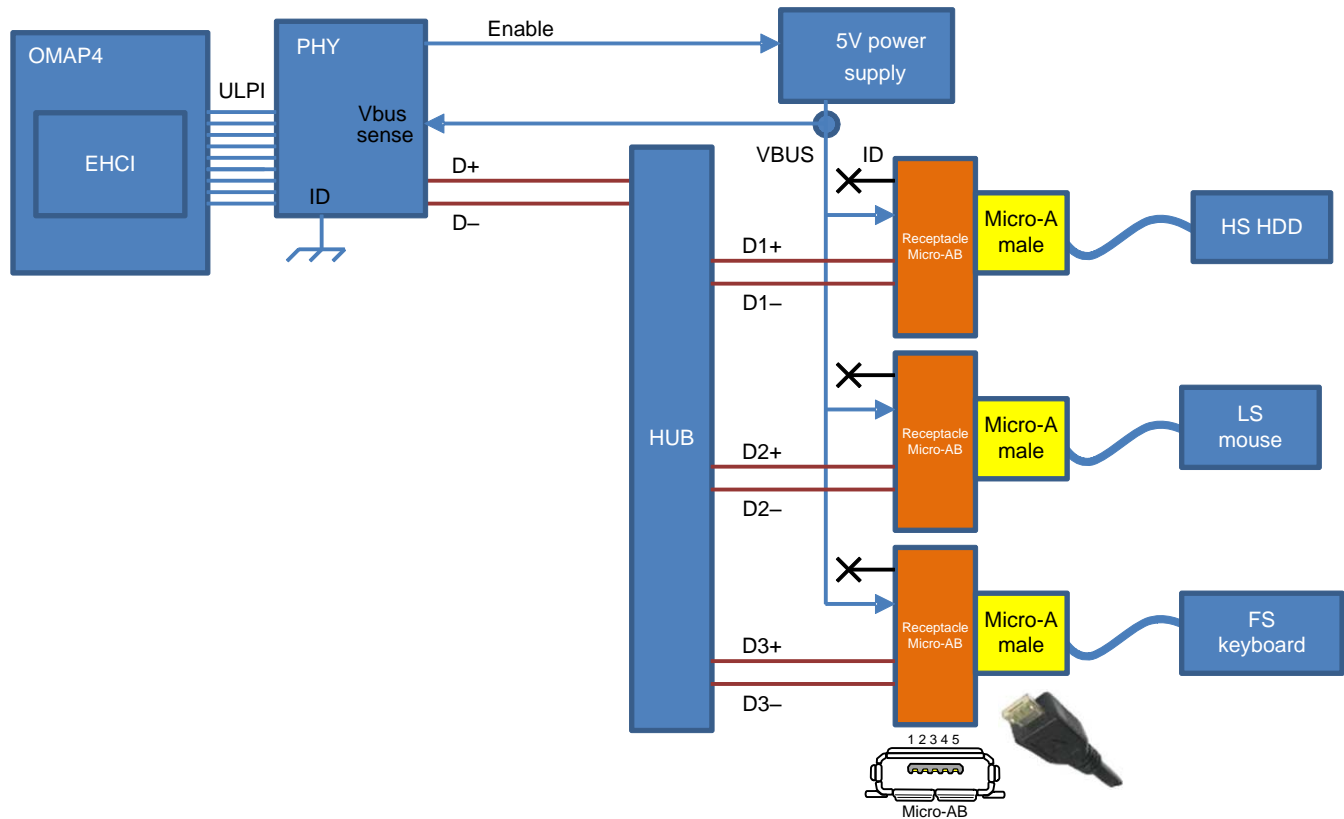 OMAP4
EHCI
ULPI
PHY
Vbus
sense
ID
Enable
5V power
supply
D+
D–
VBUS
ID
HUB
D1+
D1–
Receptacle
Micro-AB
Micro-A
male
HS HDD
D2+
D2–
Receptacle
Micro-AB
Micro-A
male
LS
mouse
D3+
D3–
Receptacle
Micro-AB
Micro-A
male
FS
keyboard
1 2 3 4 5
Micro-AB